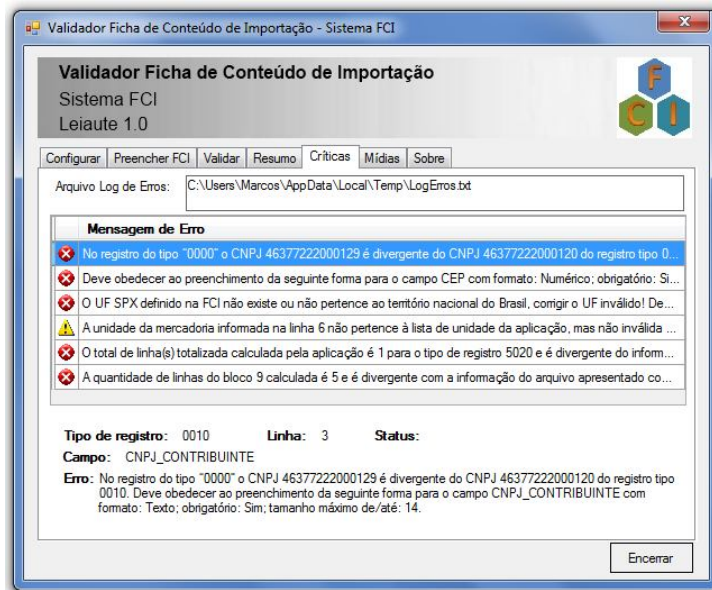 Validador Ficha de Conteúdo de Importação - Sistema FCI
Validador Ficha de Conteúdo de Importação
Sistema FCI
Leiaute 1.0
F
C I
Configurar Preencher FCI Validar Resumo Críticas Mídias Sobre
Arquivo Log de Erros: C:\Users\Marcos\AppData\Local\Temp\LogErros.txt
Mensagem de Erro
No registro do tipo "0000" o CNPJ 46377222000129 é divergente do CNPJ 46377222000120 do registro tipo 0...
Deve obedecer ao preenchimento da seguinte forma para o campo CEP com formato: Numérico; obrigatório: Si...
O UF SPX definido na FCI não existe ou não pertence ao território nacional do Brasil, corrigir o UF inválido! De...
A unidade da mercadoria informada na linha 6 não pertence à lista de unidade da aplicação, mas não inválida ...
O total de linha(s) totalizada calculada pela aplicação é 1 para o tipo de registro 5020 e é divergente do inform...
A quantidade de linhas do bloco 9 calculada é 5 e é divergente com a informação do arquivo apresentado co...
Tipo de registro: 0010 Linha: 3 Status:
Campo: CNPJ_CONTRIBUINTE
Erro: No registro do tipo "0000" o CNPJ 46377222000129 é divergente do CNPJ 46377222000120 do registro tipo
0010. Deve obedecer ao preenchimento da seguinte forma para o campo CNPJ_CONTRIBUINTE com
formato: Texto; obrigatório: Sim; tamanho máximo de/até: 14.
Encerrar